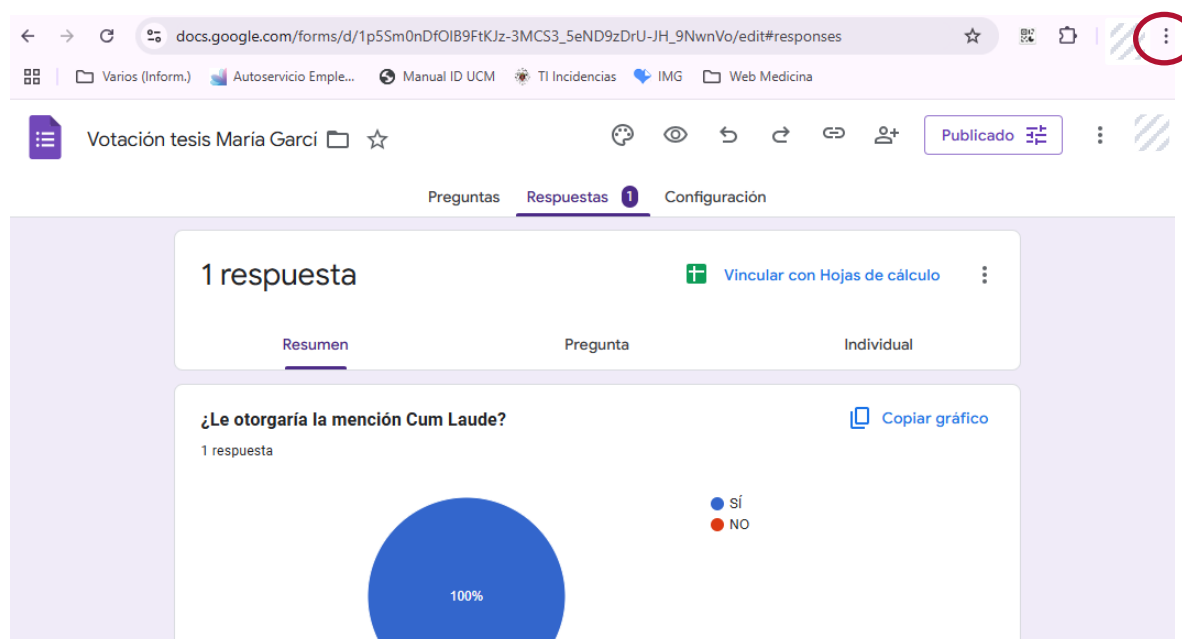 docs.google.com/forms/d/1p5Sm0nDfOIB9FtKJz-3MCS3_5eND9zDrU-JH_9NwnVo/edit#responses
Varios (Inform.) Autoservicio Emple... Manual ID UCM TI Incidencias IMG Web Medicina
Votación tesis María Garcí Publicado
Preguntas Respuestas 1 Configuración
1 respuesta Vincular con Hojas de cálculo
Resumen Pregunta Individual
¿Le otorgaría la mención Cum Laude? Copiar gráfico
1 respuesta
SÍ
NO
100%